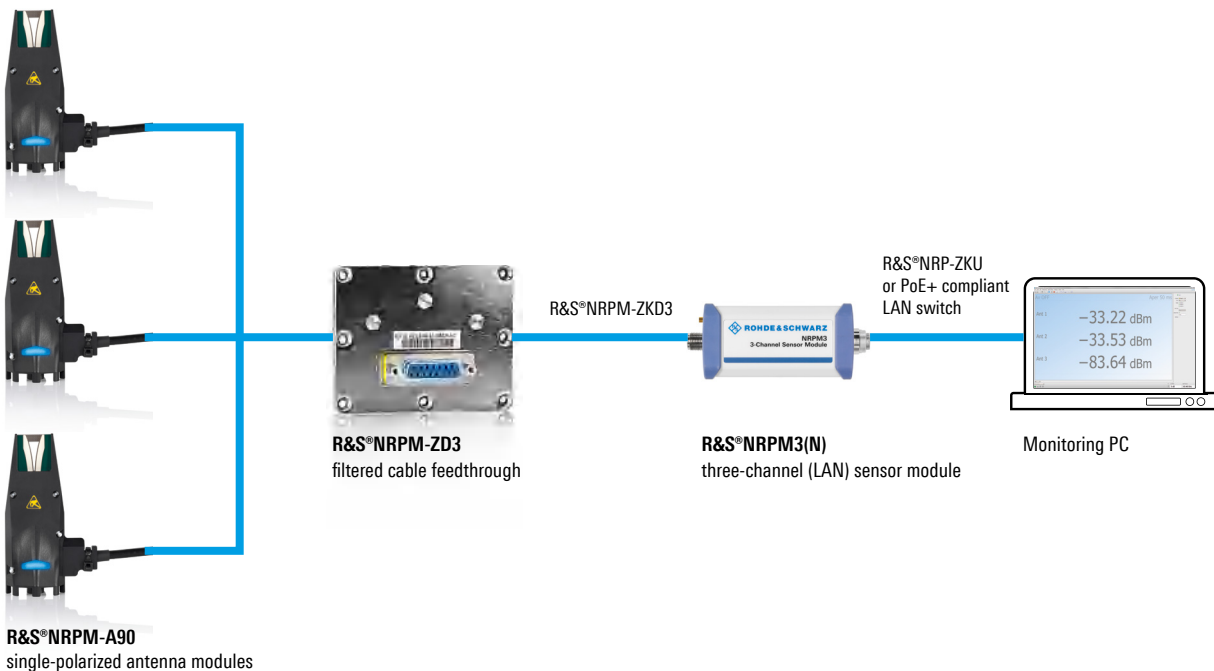 R&S®NRPM-A90
single-polarized antenna modules
R&S®NRPM-ZD3
filtered cable feedthrough
R&S®NRPM-ZKD3
ROHDE&SCHWARZ
NRPM3
3-Channel Sensor Module
R&S®NRPM3(N)
three-channel (LAN) sensor module
R&S®NRP-ZKU
or PoE+ compliant
LAN switch
-33.22 dBm
-33.53 dBm
-83.64 dBm
Monitoring PC